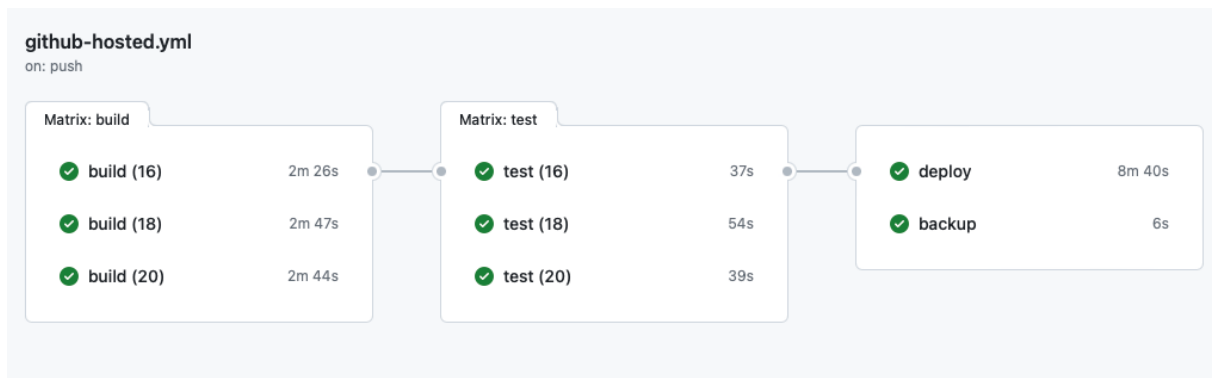 github-hosted.yml
on: push
Matrix: build
build (16) 2m 26s
build (18) 2m 47s
build (20) 2m 44s
Matrix: test
test (16) 37s
test (18) 54s
test (20) 39s
deploy 8m 40s
backup 6s